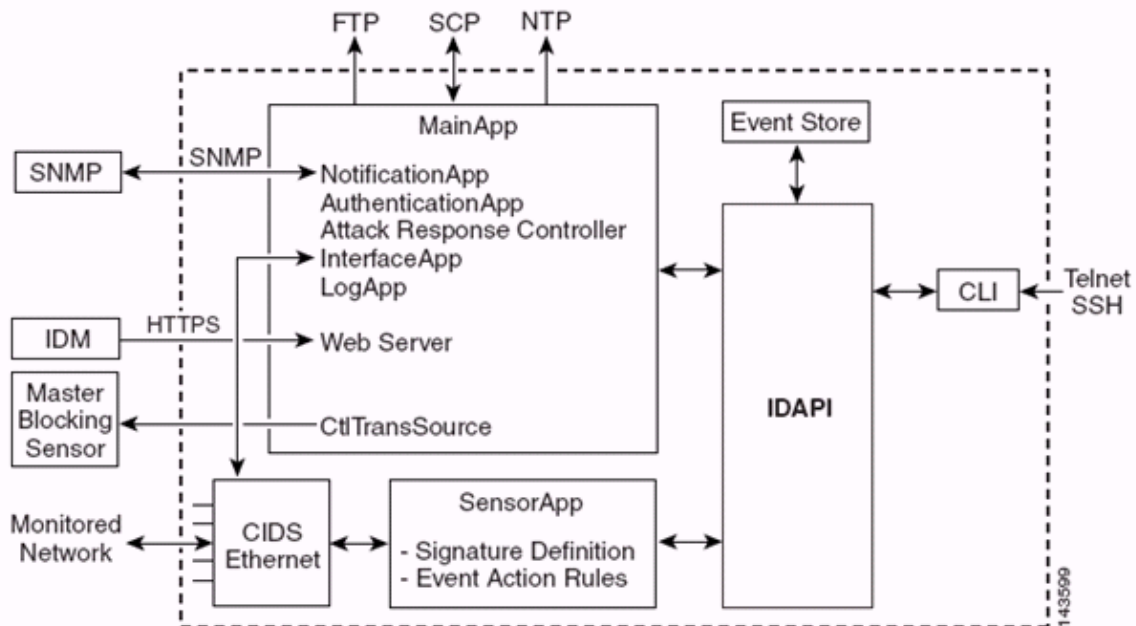 FTP
SCP
NTP
MainApp
Event Store
SNMP
SNMP
NotificationApp
AuthenticationApp
Attack Response Controller
InterfaceApp
LogApp
CLI
Telnet
SSH
HTTPS
IDM
Web Server
Master
Blocking
Sensor
CtlTransSource
IDAPI
SensorApp
Monitored
Network
CIDS
Ethernet
- Signature Definition
- Event Action Rules
143599